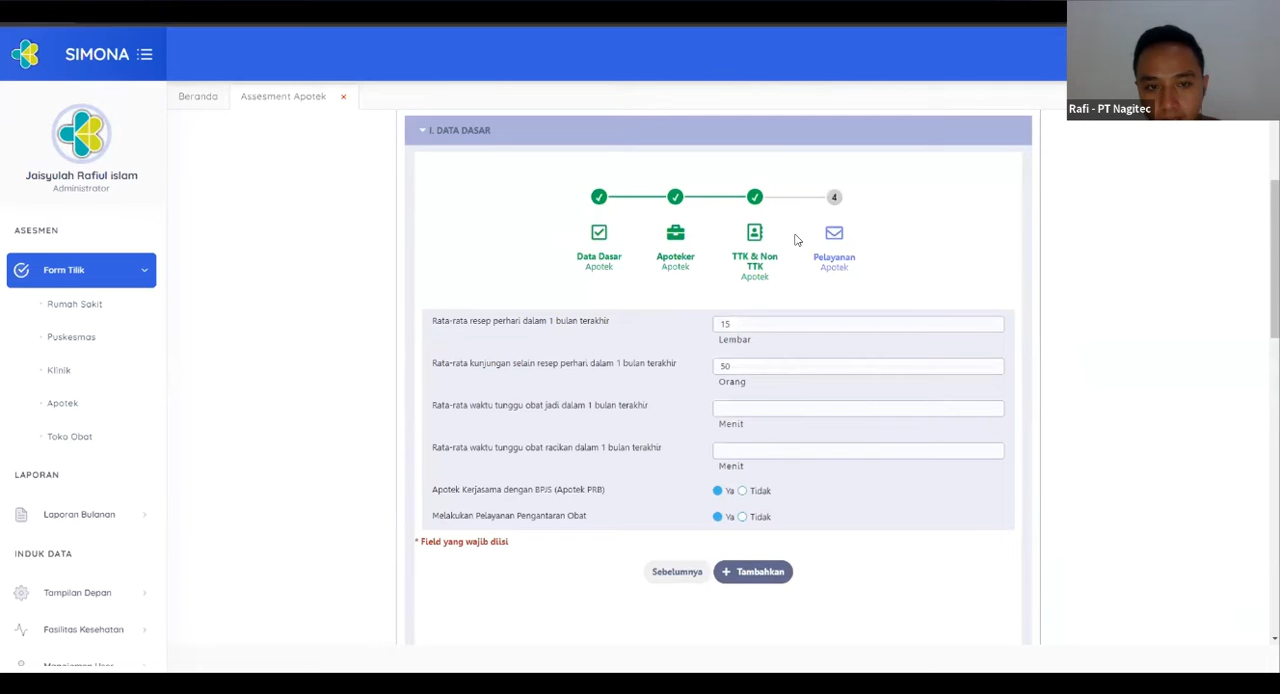 SIMONA
Rafi - PT Nagitec
Beranda
Assesment Apotek
Jaisyulah Rafiul islam
Administrator
ASESMEN
Form Tilik
Rumah Sakit
Puskesmas
Klinik
Apotek
Toko Obat
LAPORAN
Laporan Bulanan
INDUK DATA
Tampilan Depan
Fasilitas Kesehatan
Manajemen User
I. DATA DASAR
4
Data Dasar
Apotek
Apoteker
Apotek
TTK & Non
TTK
Apotek
Pelayanan
Apotek
Rata-rata resep perhari dalam 1 bulan terakhir
15
Lembar
Rata-rata kunjungan selain resep perhari dalam 1 bulan terakhir
50
Orang
Rata-rata waktu tunggu obat jadi dalam 1 bulan terakhir
Menit
Rata-rata waktu tunggu obat racikan dalam 1 bulan terakhir
Menit
Apotek Kerjasama dengan BPJS (Apotek PRB)
Ya Tidak
Melakukan Pelayanan Pengantaran Obat
Ya Tidak
* Field yang wajib diisi
Sebelumnya
+ Tambahkan